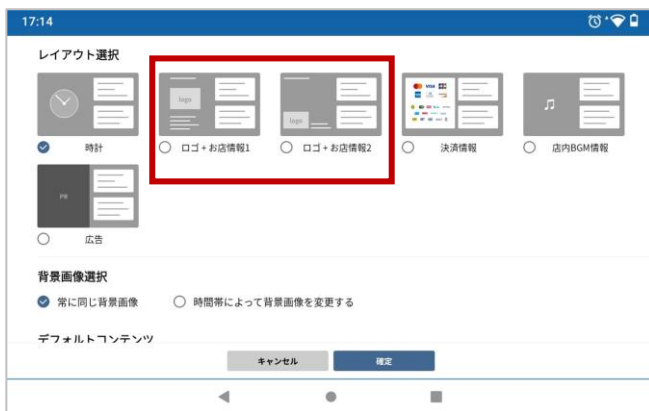 17:14
レイアウト選択
logo
logo
VISA
時計
ロゴ + お店情報1
ロゴ + お店情報2
決済情報
店内BGM情報
PR
広告
背景画像選択
常に同じ背景画像
時間帯によって背景画像を変更する
デフォルトコンテンツ
キャンセル
確定